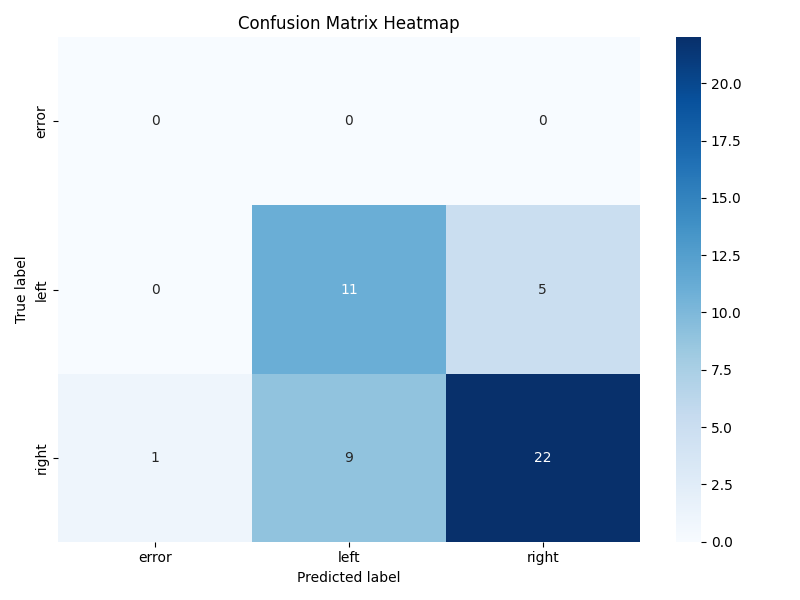 Confusion Matrix Heatmap
True label
error
left
right
0 0 0
0 11 5
1 9 22
error left right
Predicted label
20.0
17.5
15.0
12.5
10.0
7.5
5.0
2.5
0.0